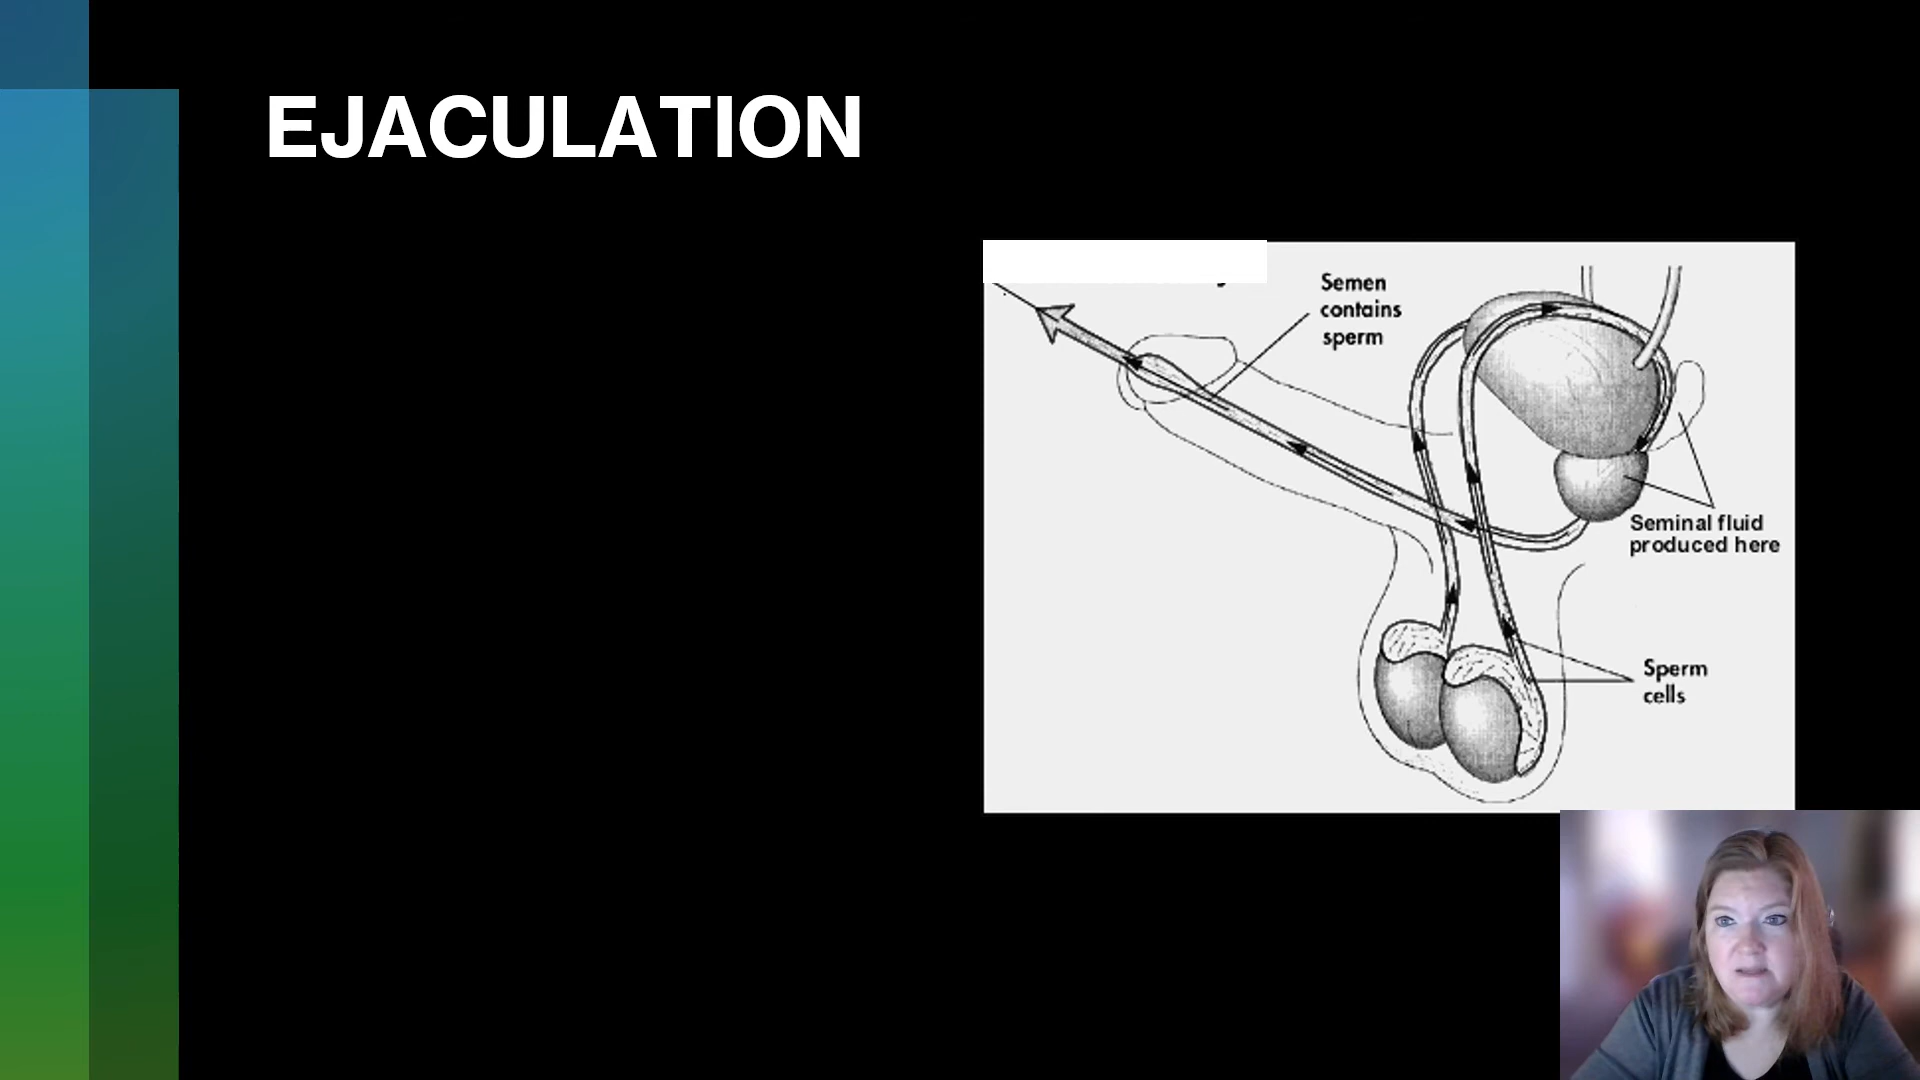 EJACULATION
Semen
contains
sperm
Seminal fluid
produced here
Sperm
cells